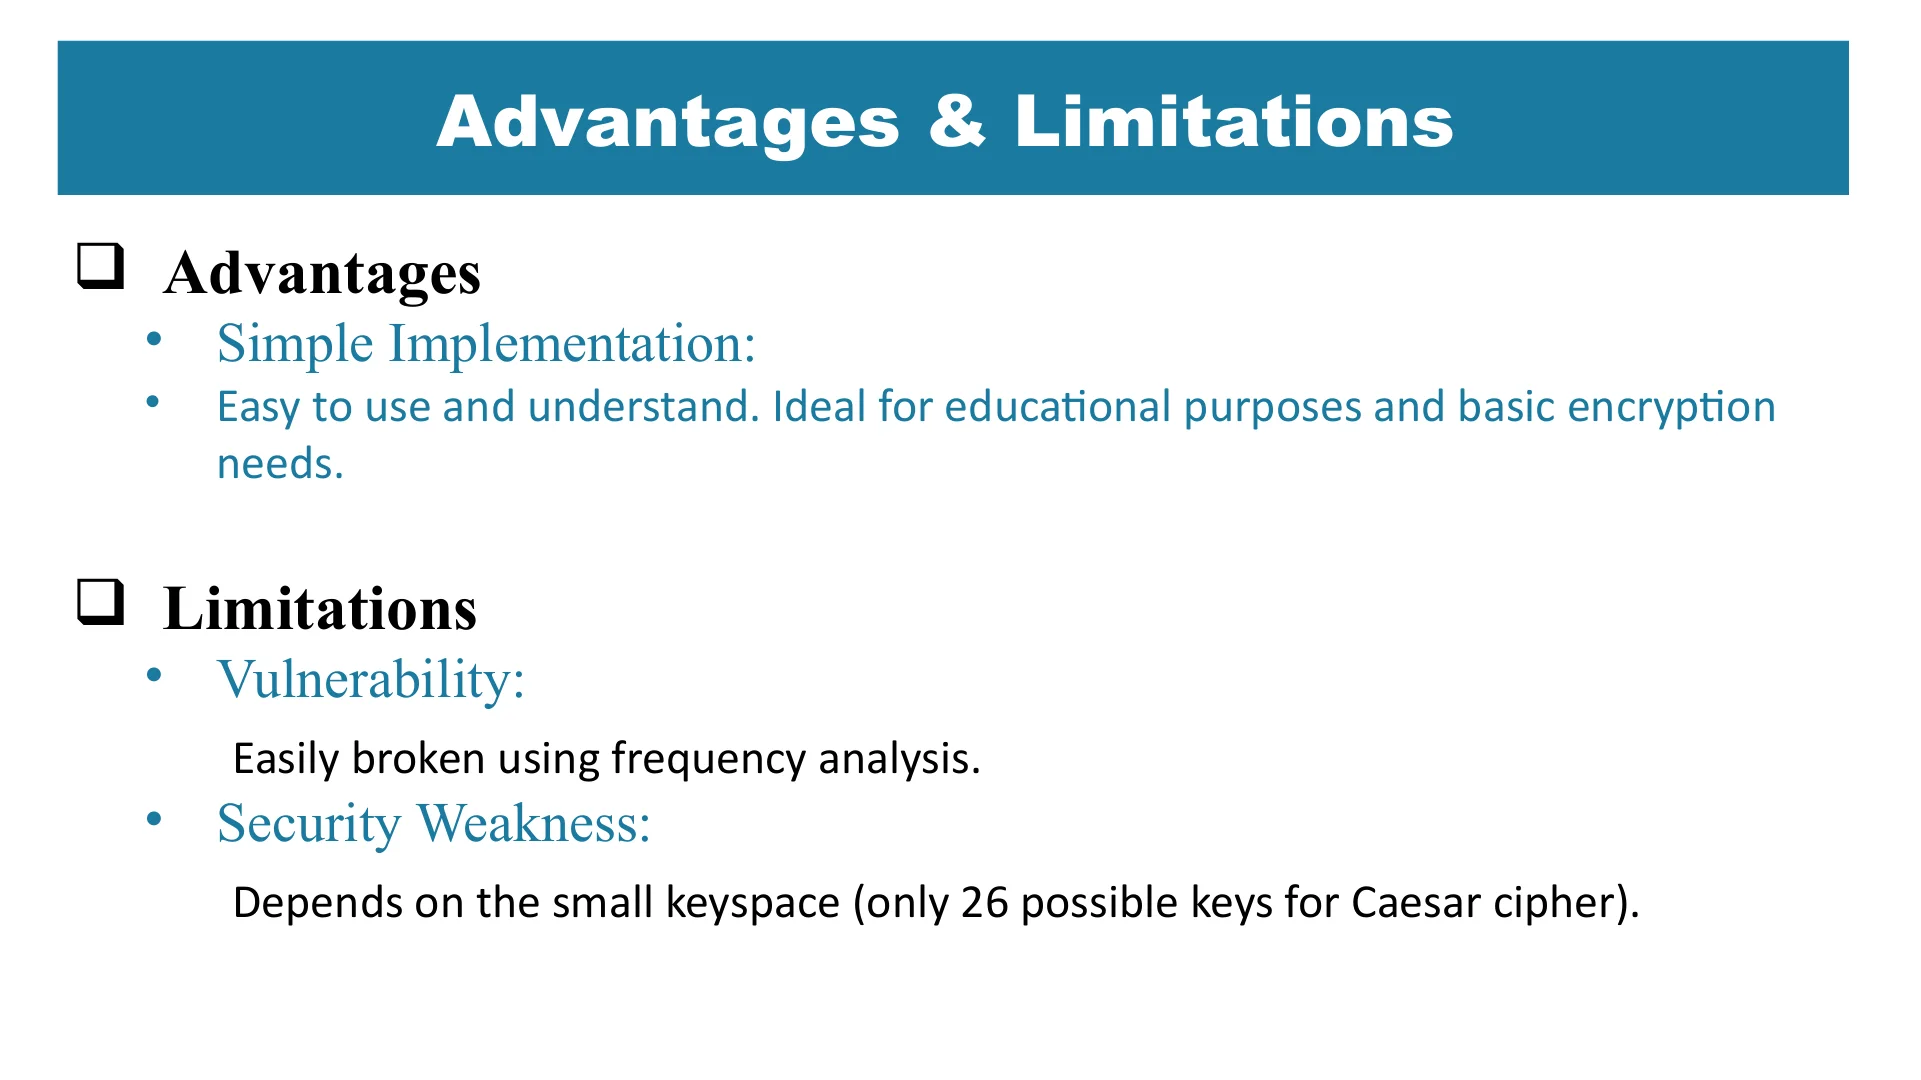 Advantages & Limitations
❑ Advantages
• Simple Implementation:
• Easy to use and understand. Ideal for educational purposes and basic encryption
needs.
❑ Limitations
• Vulnerability:
Easily broken using frequency analysis.
• Security Weakness:
Depends on the small keyspace (only 26 possible keys for Caesar cipher).